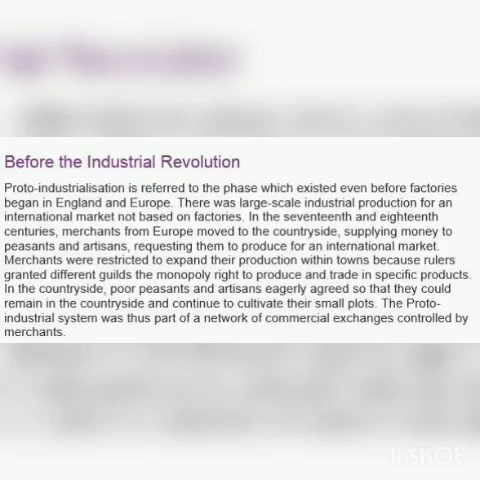 Before the Industrial Revolution
Proto-industrialisation is referred to the phase which existed even before factories
began in England and Europe. There was large-scale industrial production for an
international market not based on factories. In the seventeenth and eighteenth
centuries, merchants from Europe moved to the countryside, supplying money to
peasants and artisans, requesting them to produce for an international market.
Merchants were restricted to expand their production within towns because rulers
granted different guilds the monopoly right to produce and trade in specific products.
In the countryside, poor peasants and artisans eagerly agreed so that they could
remain in the countryside and continue to cultivate their small plots. The Proto-
industrial system was thus part of a network of commercial exchanges controlled by
merchants.
InShOt